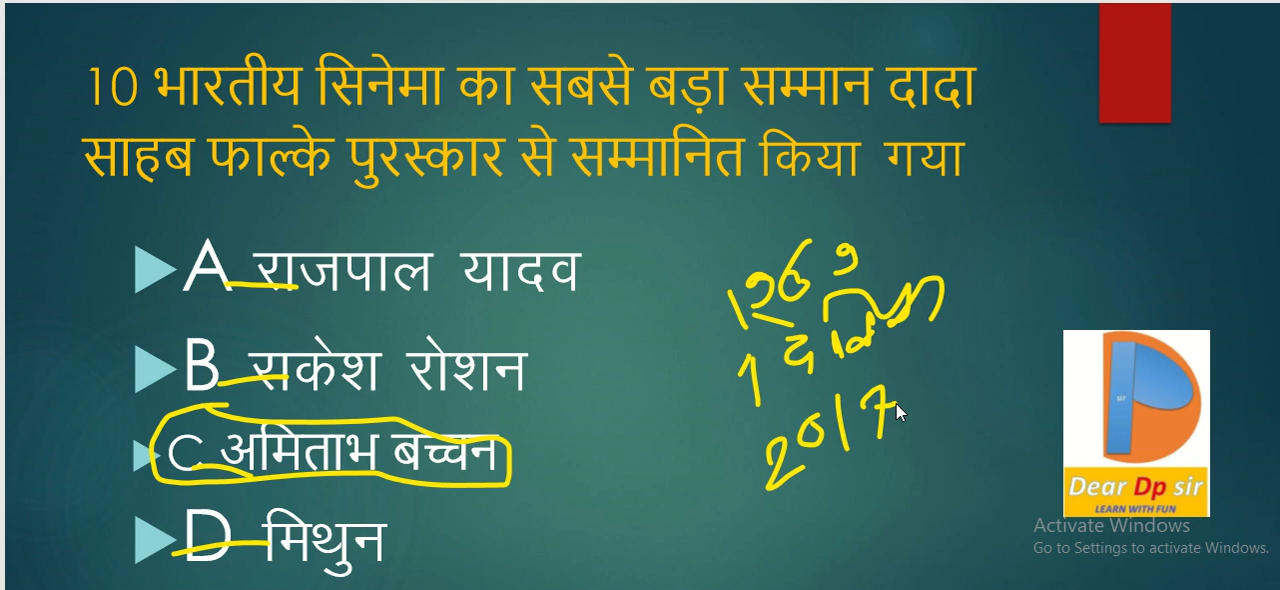 10 भारतीय सिनेमा का सबसे बड़ा सम्मान दादा
साहब फाल्के पुरस्कार से सम्मानित किया गया
A राजपाल यादव
B राकेश रोशन
C अमिताभ बच्चन
D मिथुन
2017
sir
Dear Dp sir
LEARN WITH FUN
Activate Windows
Go to Settings to activate Windows.